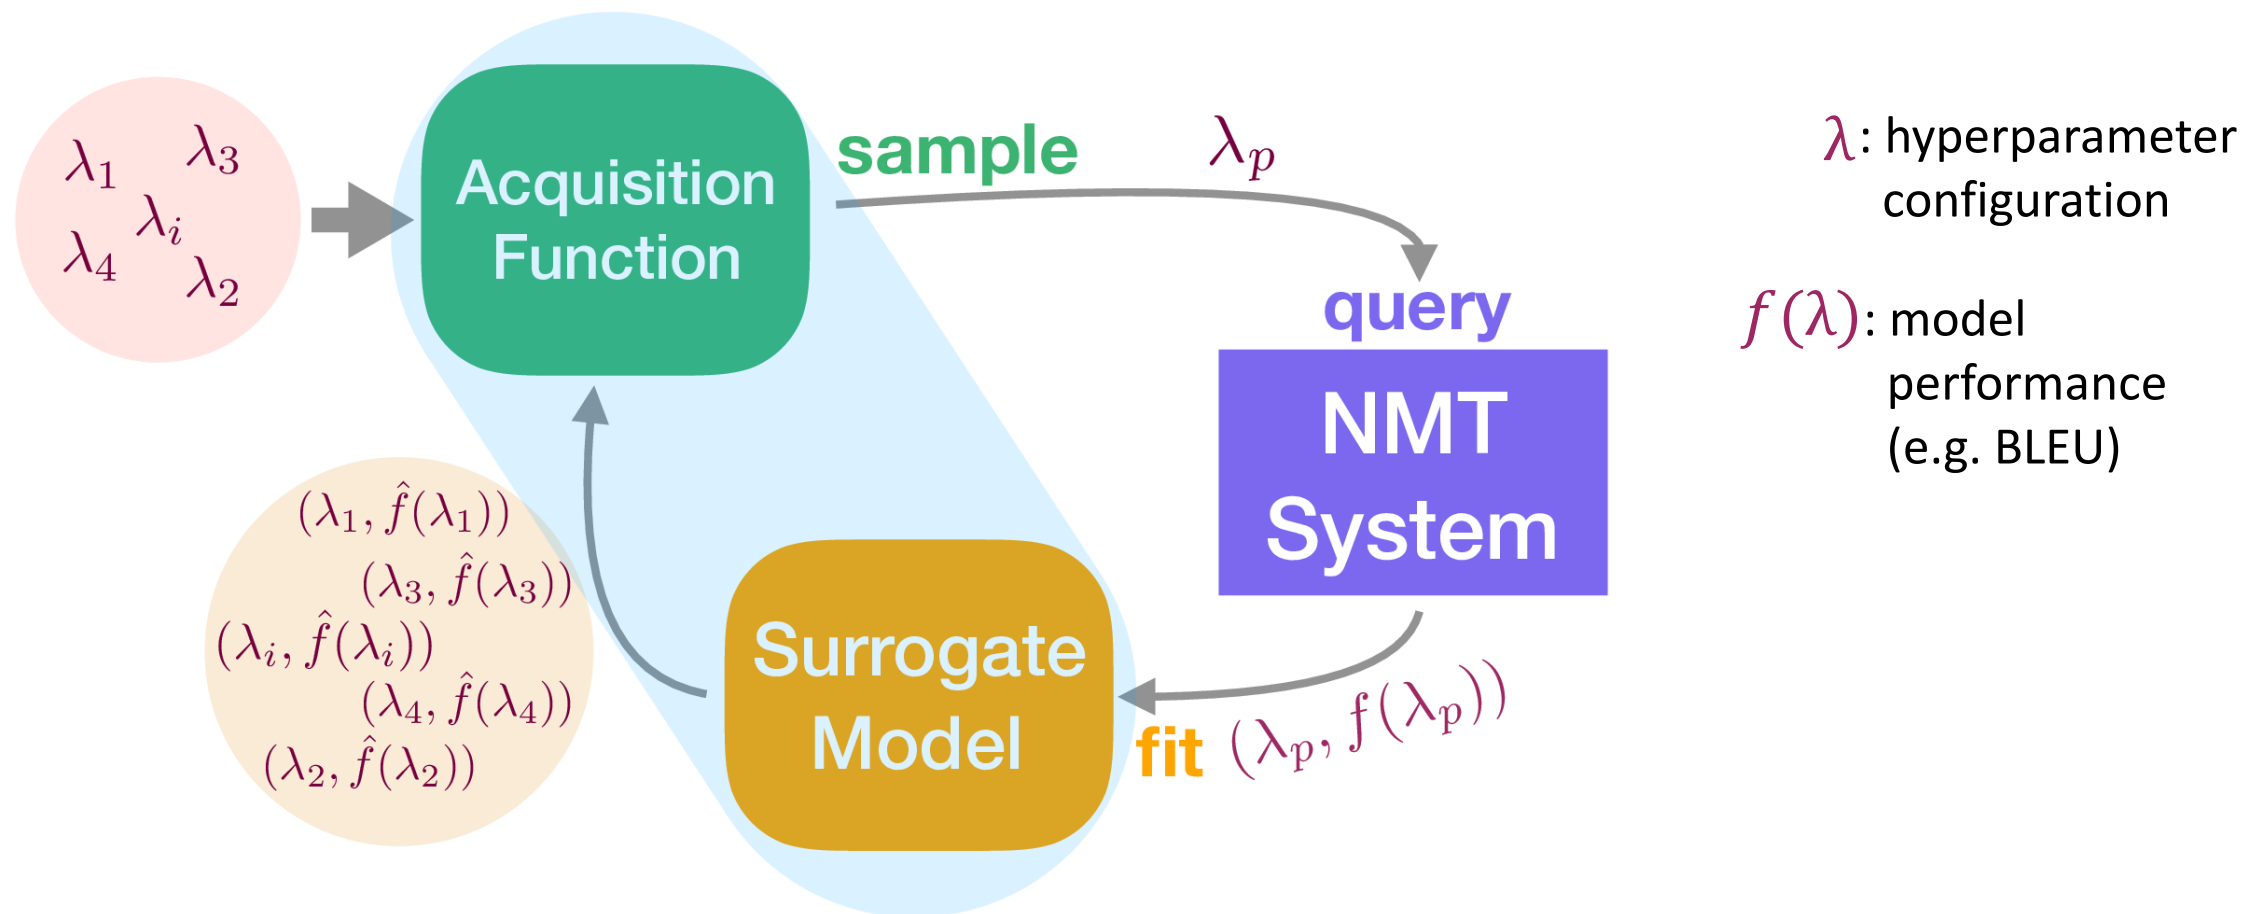 λ₁
λ₃
λᵢ
λ₄
λ₂
Acquisition
Function
sample
λₚ
query
NMT
System
fit
(λₚ, f(λₚ))
Surrogate
Model
(λ₁, f̂(λ₁))
(λ₃, f̂(λ₃))
(λᵢ, f̂(λᵢ))
(λ₄, f̂(λ₄))
(λ₂, f̂(λ₂))
λ: hyperparameter
configuration
f(λ): model
performance
(e.g. BLEU)